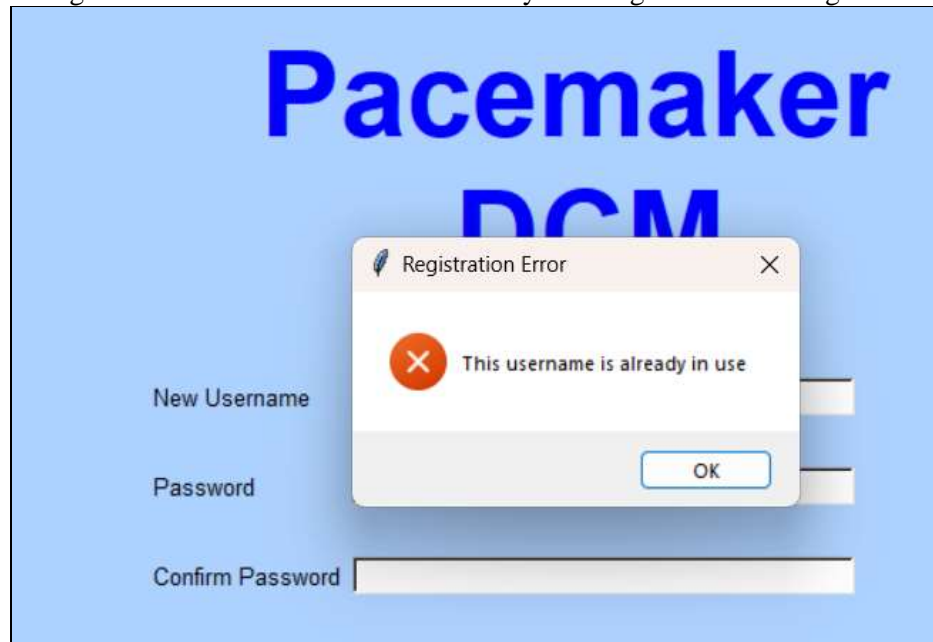 Pacemaker
DCM
Registration Error
This username is already in use
OK
New Username
Password
Confirm Password